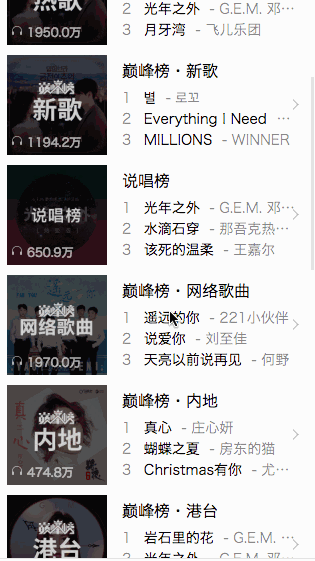 热歌
1950.0万
2 光年之外 - G.E.M. 邓…
3 月牙湾 - 飞儿乐团
巅峰榜
新歌
1194.2万
巅峰榜·新歌
1 별 - 로꼬
2 Everything I Need …
3 MILLIONS - WINNER
说唱榜
650.9万
说唱榜
1 光年之外 - G.E.M. 邓…
2 水滴石穿 - 那吾克热…
3 该死的温柔 - 王嘉尔
巅峰榜
网络歌曲
1970.0万
巅峰榜·网络歌曲
1 遥远的你 - 221小伙伴
2 说爱你 - 刘至佳
3 天亮以前说再见 - 何野
巅峰榜
内地
474.8万
巅峰榜·内地
1 真心 - 庄心妍
2 蝴蝶之夏 - 房东的猫
3 Christmas有你 - 尤…
巅峰榜
港台
巅峰榜·港台
1 岩石里的花 - G.E.M. …
2 光年之外 - G.E.M. 邓…